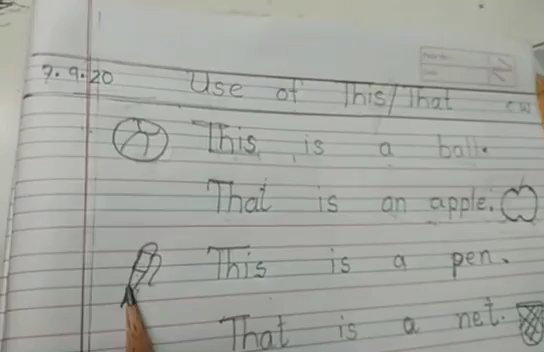 7.9.20 Use of This/That cw
This is a ball.
That is an apple.
This is a pen.
That is a net.